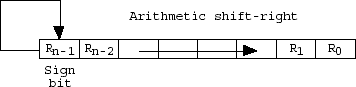 Arithmetic shift-right
Rn-1 Rn-2 R1 R0
Sign
bit